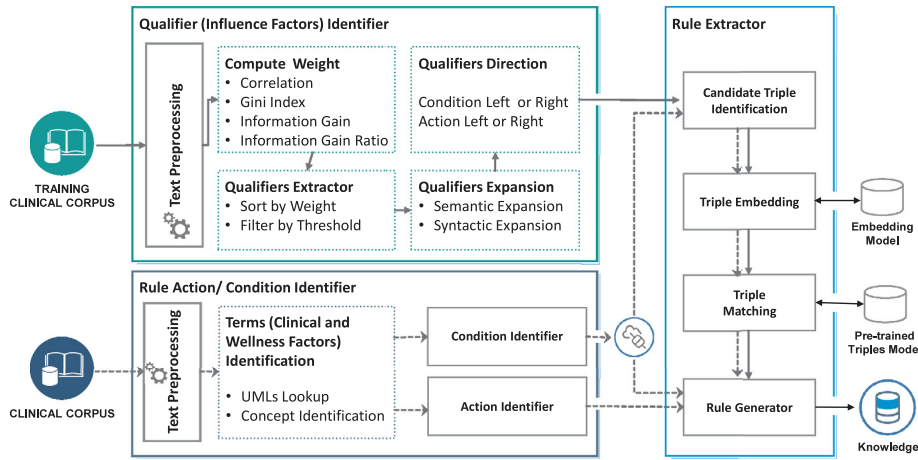 Qualifier (Influence Factors) Identifier
Text Preprocessing
Compute Weight
• Correlation
• Gini Index
• Information Gain
• Information Gain Ratio
Qualifiers Direction
Condition Left or Right
Action Left or Right
Qualifiers Extractor
• Sort by Weight
• Filter by Threshold
Qualifiers Expansion
• Semantic Expansion
• Syntactic Expansion
TRAINING
CLINICAL CORPUS
Rule Action/ Condition Identifier
Text Preprocessing
Terms (Clinical and
Wellness Factors)
Identification
• UMLs Lookup
• Concept Identification
Condition Identifier
Action Identifier
CLINICAL CORPUS
Rule Extractor
Candidate Triple
Identification
Triple Embedding
Triple
Matching
Rule Generator
Embedding
Model
Pre-trained
Triples Mode
Knowledge